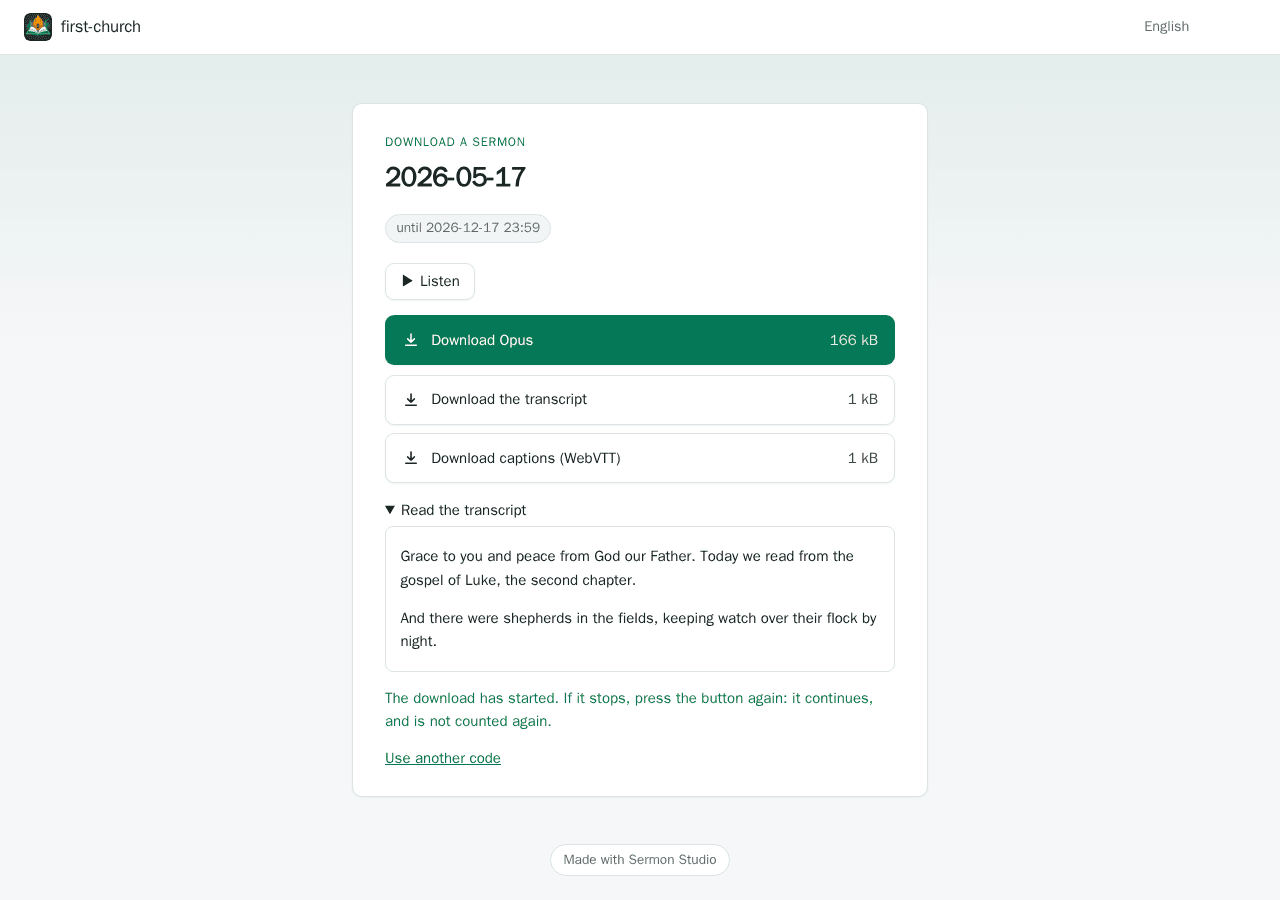 first-church
English
DOWNLOAD A SERMON
2026-05-17
until 2026-12-17 23:59
Listen
Download Opus 166 kB
Download the transcript 1 kB
Download captions (WebVTT) 1 kB
Read the transcript
Grace to you and peace from God our Father. Today we read from the
gospel of Luke, the second chapter.
And there were shepherds in the fields, keeping watch over their flock by
night.
The download has started. If it stops, press the button again: it continues,
and is not counted again.
Use another code
Made with Sermon Studio